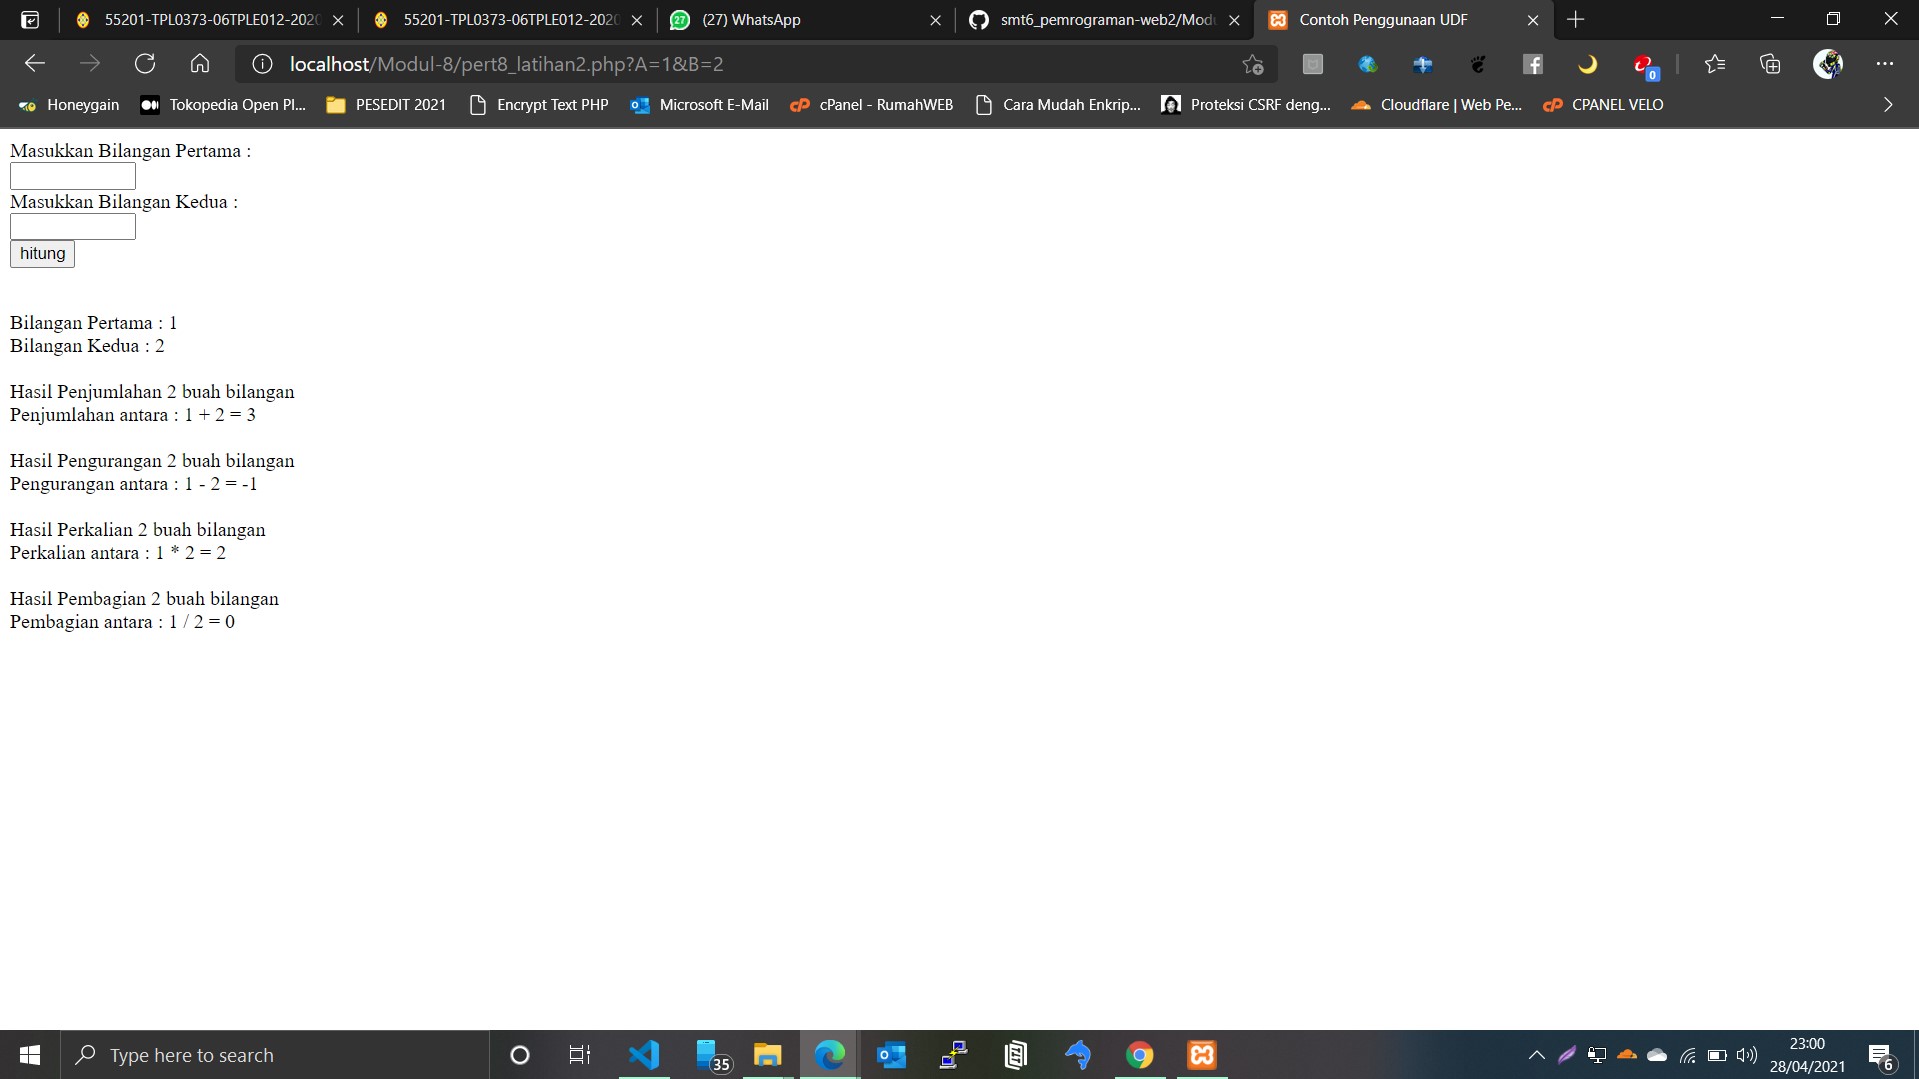 55201-TPL0373-06TPLE012-2020
55201-TPL0373-06TPLE012-2020
27
(27) WhatsApp
smt6_pemrograman-web2/Modu
Contoh Penggunaan UDF
localhost/Modul-8/pert8_latihan2.php?A=1&B=2
0
Honeygain
Tokopedia Open Pl...
PESEDIT 2021
Encrypt Text PHP
Microsoft E-Mail
cPanel - RumahWEB
Cara Mudah Enkrip...
Proteksi CSRF deng...
Cloudflare | Web Pe...
CPANEL VELO
Masukkan Bilangan Pertama :
Masukkan Bilangan Kedua :
hitung
Bilangan Pertama : 1
Bilangan Kedua : 2
Hasil Penjumlahan 2 buah bilangan
Penjumlahan antara : 1 + 2 = 3
Hasil Pengurangan 2 buah bilangan
Pengurangan antara : 1 - 2 = -1
Hasil Perkalian 2 buah bilangan
Perkalian antara : 1 * 2 = 2
Hasil Pembagian 2 buah bilangan
Pembagian antara : 1 / 2 = 0
Type here to search
35
23:00
28/04/2021
6